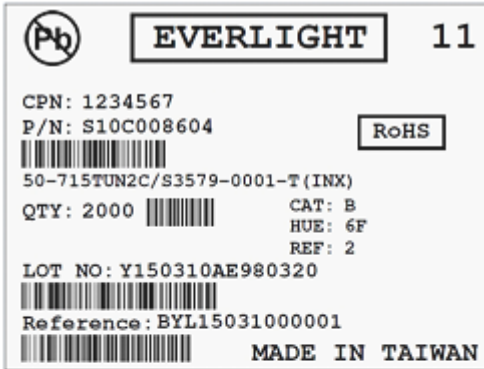 Pb EVERLIGHT 11
CPN: 1234567
P/N: S10C008604
RoHS
50-715TUN2C/S3579-0001-T(INX)
QTY: 2000
CAT: B
HUE: 6F
REF: 2
LOT NO: Y150310AE980320
Reference: BYL15031000001
MADE IN TAIWAN